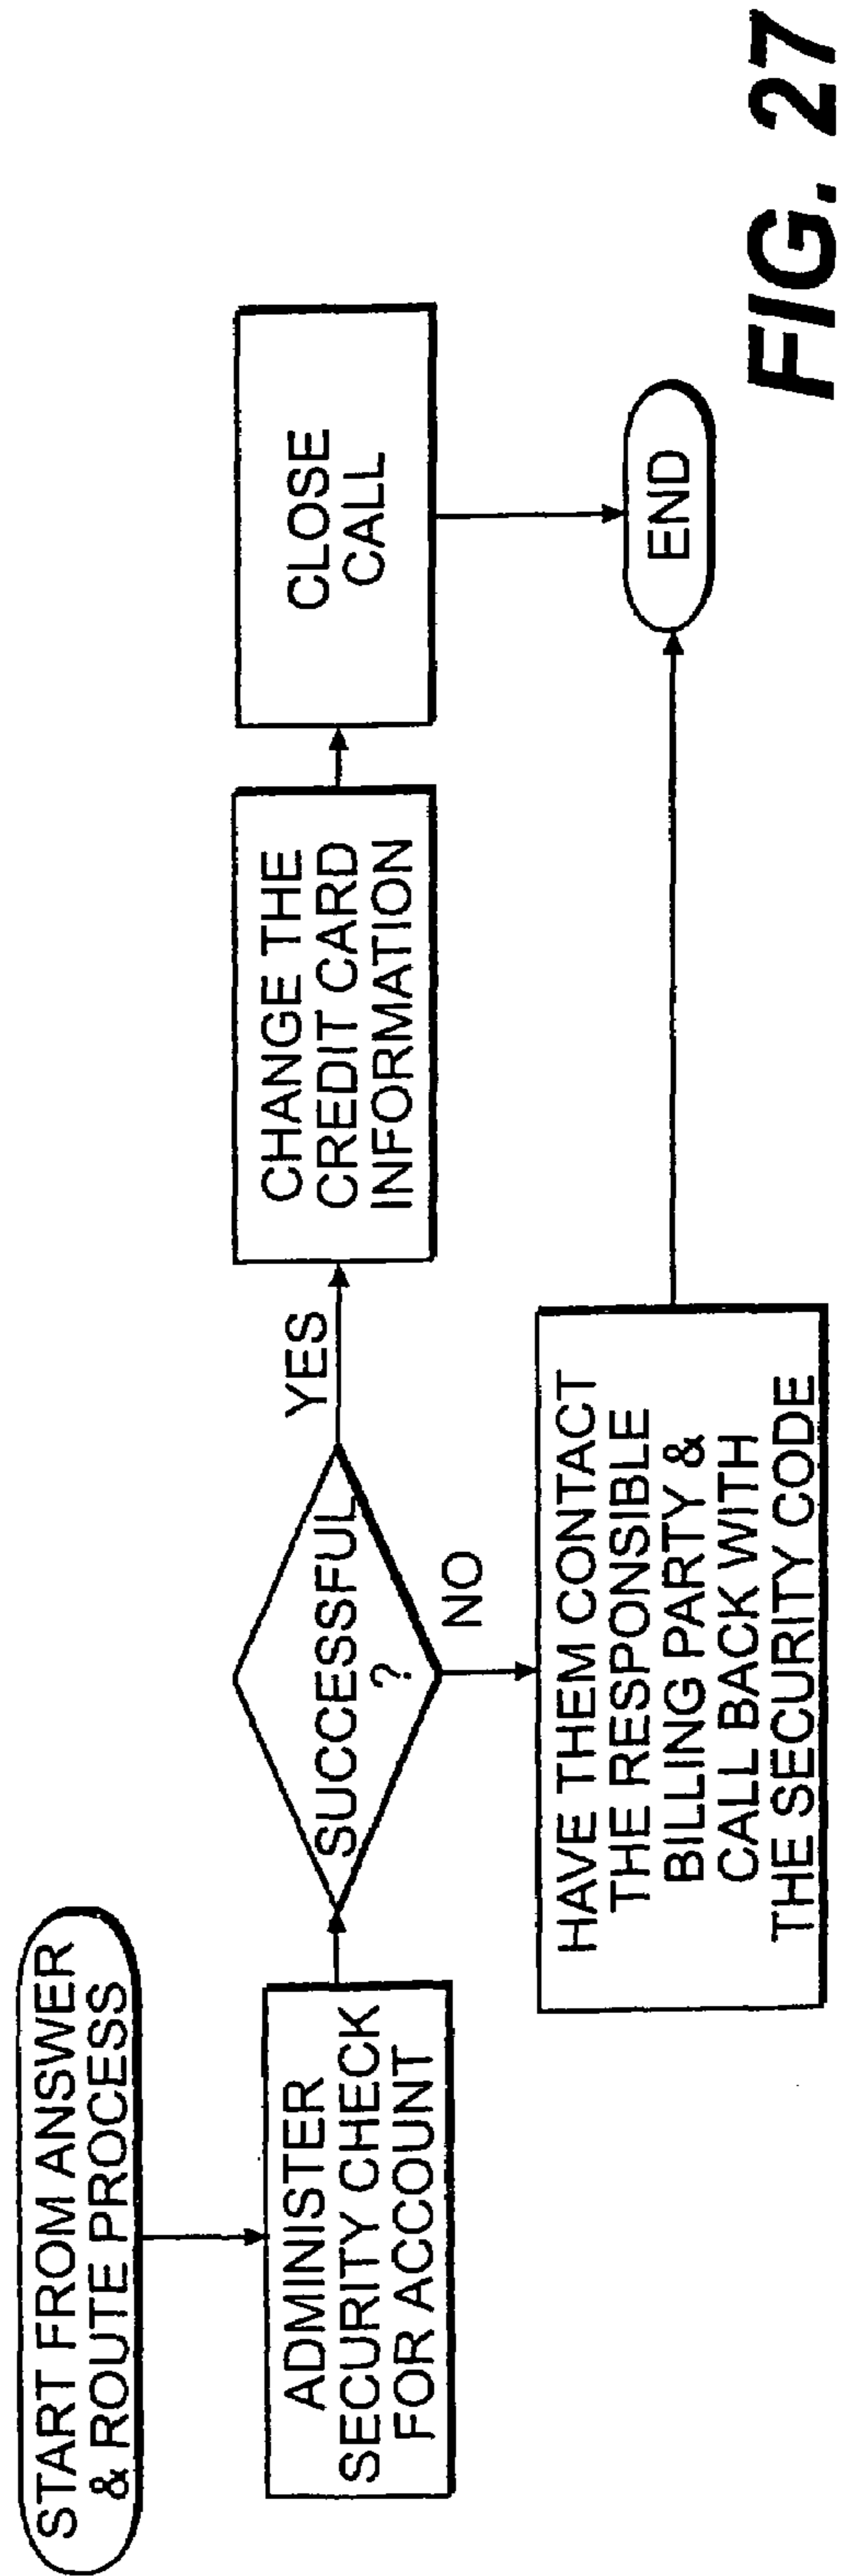 START FROM ANSWER
& ROUTE PROCESS
ADMINISTER
SECURITY CHECK
FOR ACCOUNT
SUCCESSFUL
?
YES
CHANGE THE
CREDIT CARD
INFORMATION
CLOSE
CALL
NO
HAVE THEM CONTACT
THE RESPONSIBLE
BILLING PARTY &
CALL BACK WITH
THE SECURITY CODE
END
FIG. 27